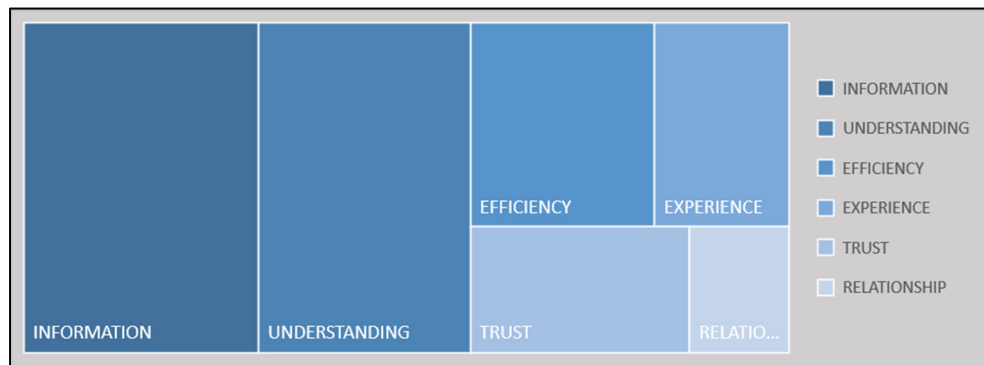 INFORMATION
UNDERSTANDING
EFFICIENCY
EXPERIENCE
TRUST
RELATIO...
INFORMATION
UNDERSTANDING
EFFICIENCY
EXPERIENCE
TRUST
RELATIONSHIP